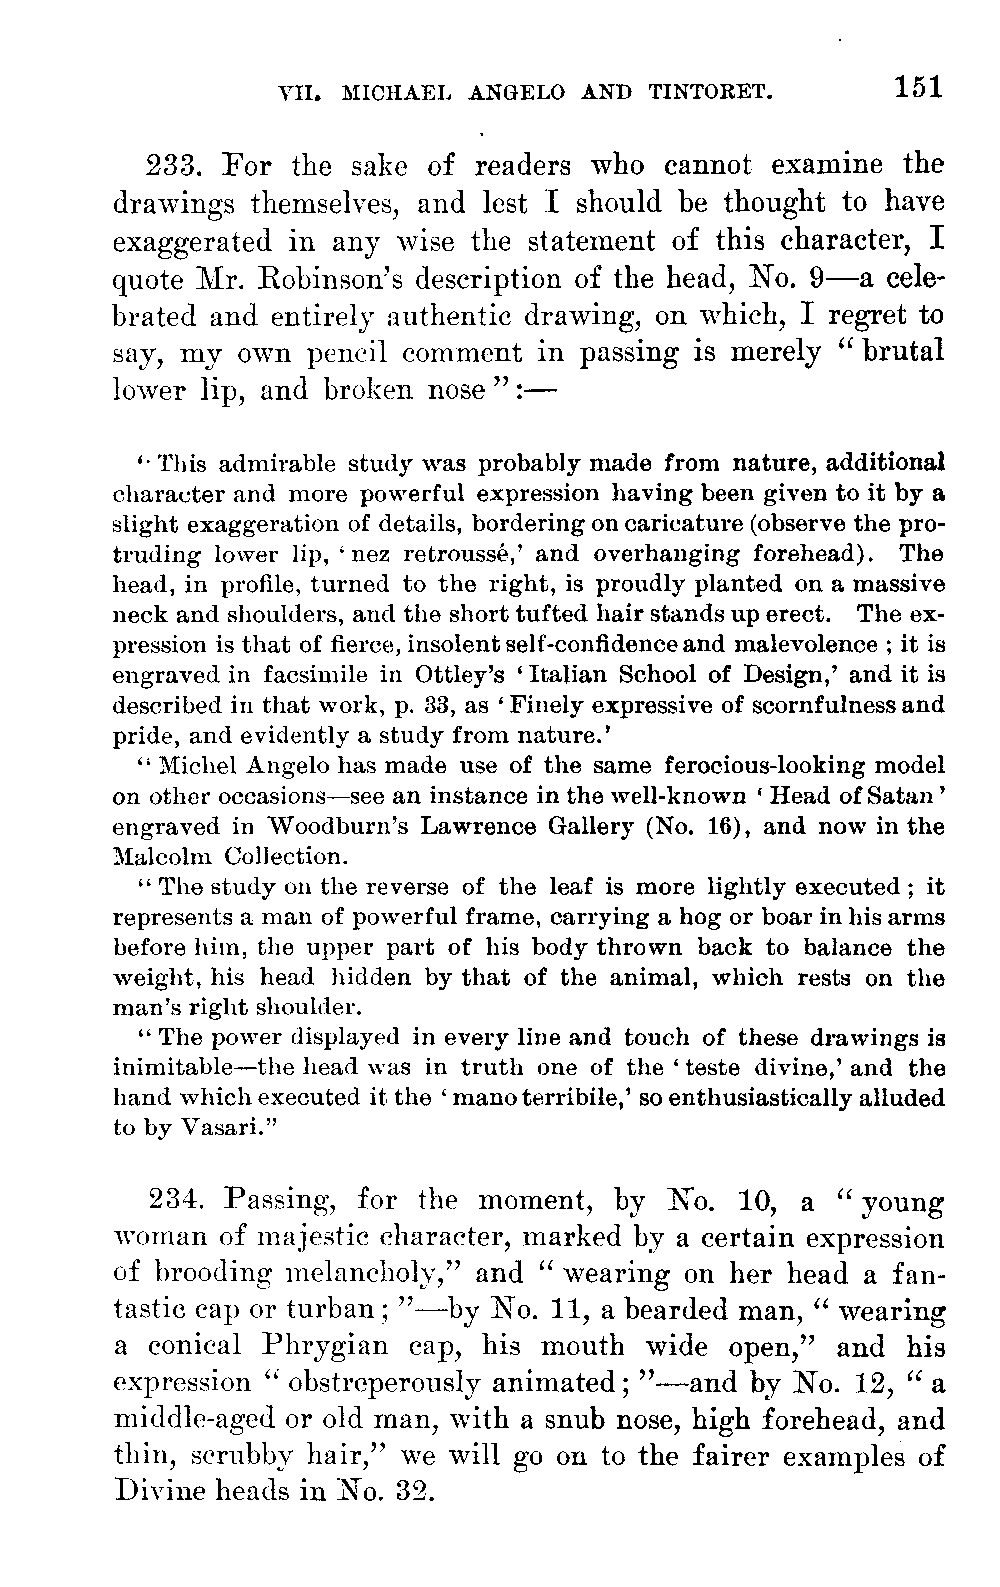 VII. MICHAEL ANGELO AND TINTORET. 151
233. For the sake of readers who cannot examine the
drawings themselves, and lest I should be thought to have
exaggerated in any wise the statement of this character, I
quote Mr. Robinson's description of the head, No. 9—a cele-
brated and entirely authentic drawing, on which, I regret to
say, my own pencil comment in passing is merely “brutal
lower lip, and broken nose”:—
“This admirable study was probably made from nature, additional
character and more powerful expression having been given to it by a
slight exaggeration of details, bordering on caricature (observe the pro-
truding lower lip, ‘nez retroussé,’ and overhanging forehead). The
head, in profile, turned to the right, is proudly planted on a massive
neck and shoulders, and the short tufted hair stands up erect. The ex-
pression is that of fierce, insolent self-confidence and malevolence; it is
engraved in facsimile in Ottley's ‘Italian School of Design,’ and it is
described in that work, p. 33, as ‘Finely expressive of scornfulness and
pride, and evidently a study from nature.’
“Michel Angelo has made use of the same ferocious-looking model
on other occasions—see an instance in the well-known ‘Head of Satan’
engraved in Woodburn's Lawrence Gallery (No. 16), and now in the
Malcolm Collection.
“The study on the reverse of the leaf is more lightly executed; it
represents a man of powerful frame, carrying a hog or boar in his arms
before him, the upper part of his body thrown back to balance the
weight, his head hidden by that of the animal, which rests on the
man's right shoulder.
“The power displayed in every line and touch of these drawings is
inimitable—the head was in truth one of the ‘teste divine,’ and the
hand which executed it the ‘mano terribile,’ so enthusiastically alluded
to by Vasari.”
234. Passing, for the moment, by No. 10, a “young
woman of majestic character, marked by a certain expression
of brooding melancholy,” and “wearing on her head a fan-
tastic cap or turban;”—by No. 11, a bearded man, “wearing
a conical Phrygian cap, his mouth wide open,” and his
expression “obstreperously animated;”—and by No. 12, “a
middle-aged or old man, with a snub nose, high forehead, and
thin, scrubby hair,” we will go on to the fairer examples of
Divine heads in No. 32.